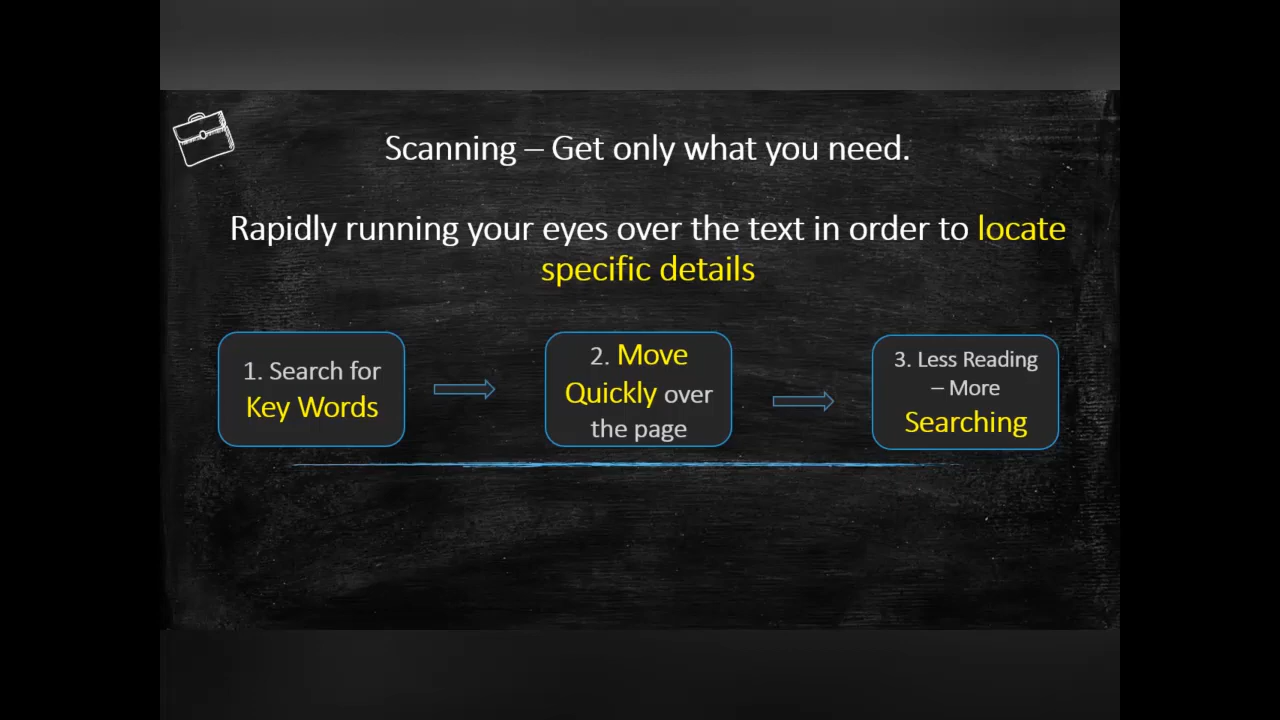 Scanning – Get only what you need.
Rapidly running your eyes over the text in order to locate
specific details
1. Search for
Key Words
2. Move
Quickly over
the page
3. Less Reading
– More
Searching